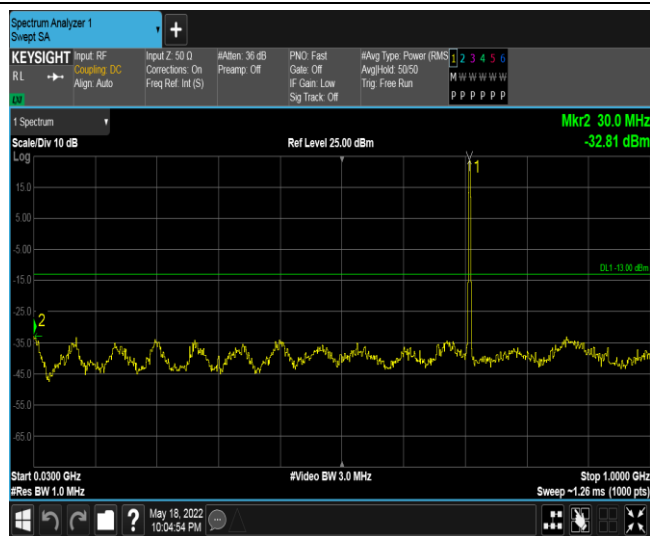 Spectrum Analyzer 1
Swept SA
+
KEYSIGHT
RL
LXI
Input: RF
Coupling: DC
Align: Auto
Input Z: 50 Ω
Corrections: On
Freq Ref: Int (S)
#Atten: 36 dB
Preamp: Off
PNO: Fast
Gate: Off
IF Gain: Low
Sig Track: Off
#Avg Type: Power (RMS
Avg|Hold: 50/50
Trig: Free Run
1 2 3 4 5 6
M W W W W W
P P P P P P
1 Spectrum
Mkr2 30.0 MHz
-32.81 dBm
Scale/Div 10 dB
Ref Level 25.00 dBm
Log
15.0
5.00
-5.00
-15.0
-25.0
-35.0
-45.0
-55.0
-65.0
1
2
DL1 -13.00 dBm
Start 0.0300 GHz
#Video BW 3.0 MHz
Stop 1.0000 GHz
#Res BW 1.0 MHz
Sweep ~1.26 ms (1000 pts)
?
May 18, 2022
10:04:54 PM